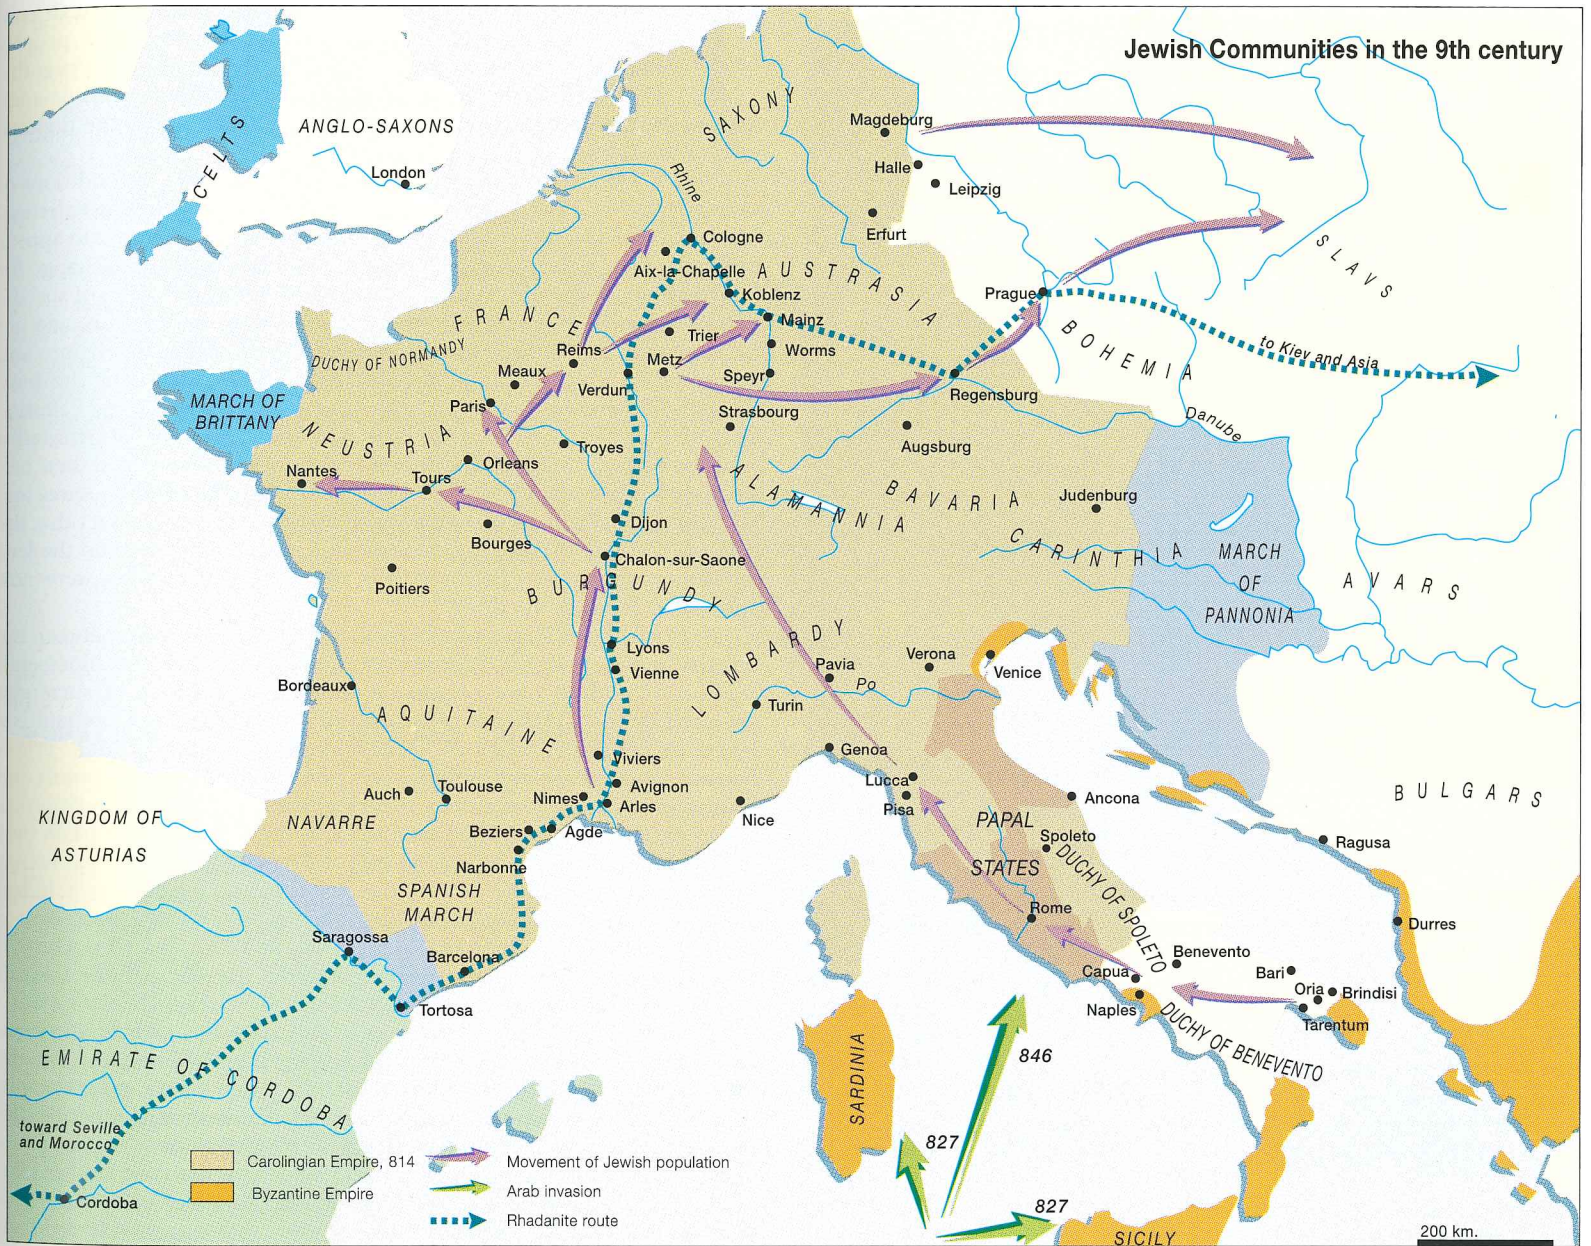 Jewish Communities in the 9th century
CELTS
ANGLO-SAXONS
London
SAXONY
Magdeburg
Halle
Leipzig
Erfurt
Rhine
Cologne
Aix-la-Chapelle
AUSTRASIA
Koblenz
Mainz
Trier
Worms
Metz
Speyr
Strasbourg
Prague
BOHEMIA
SLAVS
to Kiev and Asia
Regensburg
Augsburg
Danube
FRANCE
DUCHY OF NORMANDY
Reims
Meaux
Verdun
Paris
Troyes
MARCH OF
BRITTANY
NEUSTRIA
Orleans
Nantes
Tours
Bourges
Poitiers
Dijon
Chalon-sur-Saone
BURGUNDY
ALAMANNIA
BAVARIA
Judenburg
CARINTHIA
MARCH
OF
PANNONIA
AVARS
Lyons
Vienne
LOMBARDY
Pavia
Po
Verona
Venice
Turin
Bordeaux
AQUITAINE
Viviers
Avignon
Nimes
Arles
Auch
Toulouse
Genoa
Lucca
Pisa
Nice
Ancona
BULGARS
KINGDOM OF
ASTURIAS
NAVARRE
Beziers
Agde
Narbonne
SPANISH
MARCH
PAPAL
STATES
Spoleto
DUCHY OF SPOLETO
Ragusa
Rome
Durres
Saragossa
Barcelona
Tortosa
Benevento
Capua
Naples
Bari
Oria
Brindisi
Tarentum
DUCHY OF BENEVENTO
EMIRATE OF CORDOBA
SARDINIA
846
827
827
SICILY
toward Seville
and Morocco
Cordoba
Carolingian Empire, 814
Byzantine Empire
Movement of Jewish population
Arab invasion
Rhadanite route
200 km.